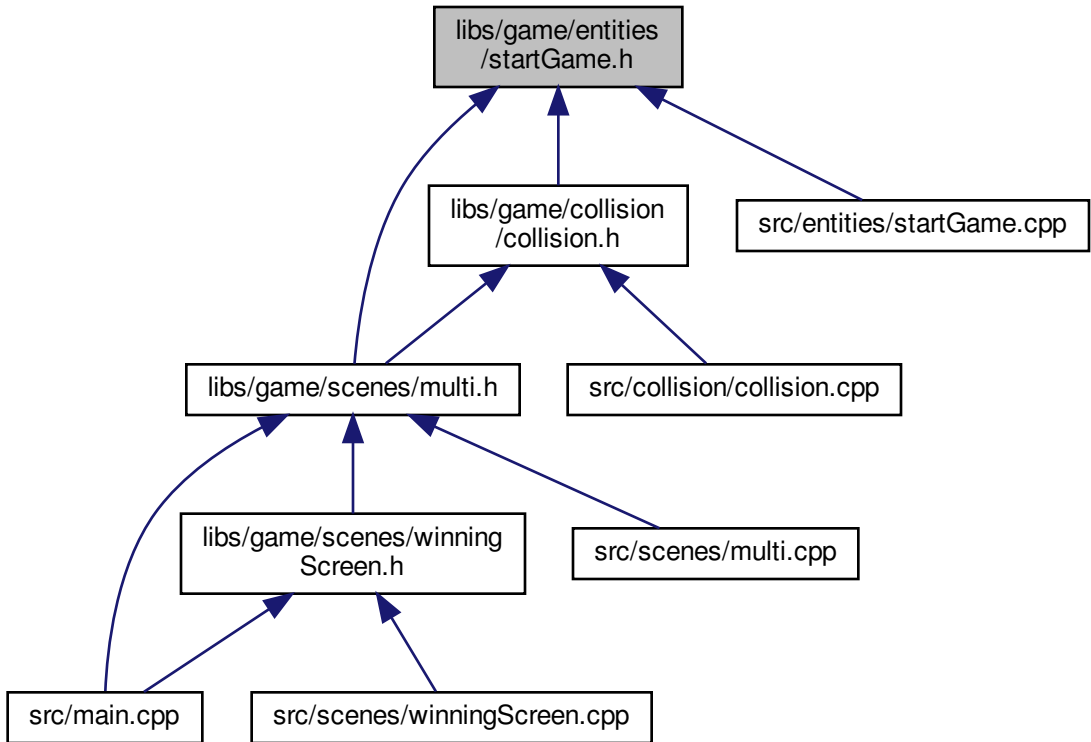 libs/game/entities
/startGame.h
libs/game/collision
/collision.h
src/entities/startGame.cpp
libs/game/scenes/multi.h
src/collision/collision.cpp
libs/game/scenes/winning
Screen.h
src/scenes/multi.cpp
src/main.cpp
src/scenes/winningScreen.cpp